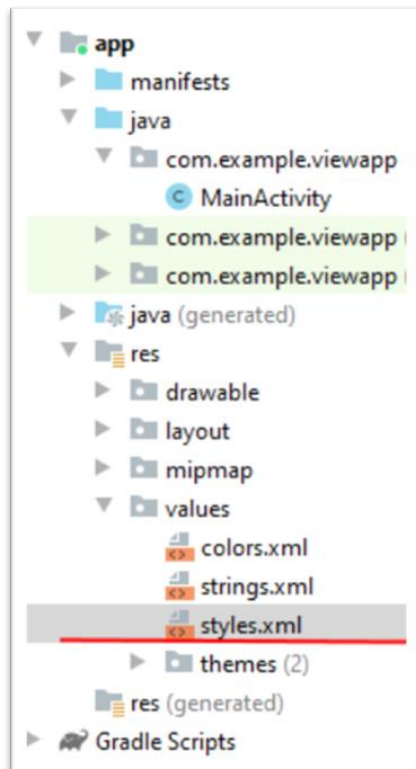 app
manifests
java
com.example.viewapp
MainActivity
com.example.viewapp (
com.example.viewapp (
java (generated)
res
drawable
layout
mipmap
values
colors.xml
strings.xml
styles.xml
themes (2)
res (generated)
Gradle Scripts